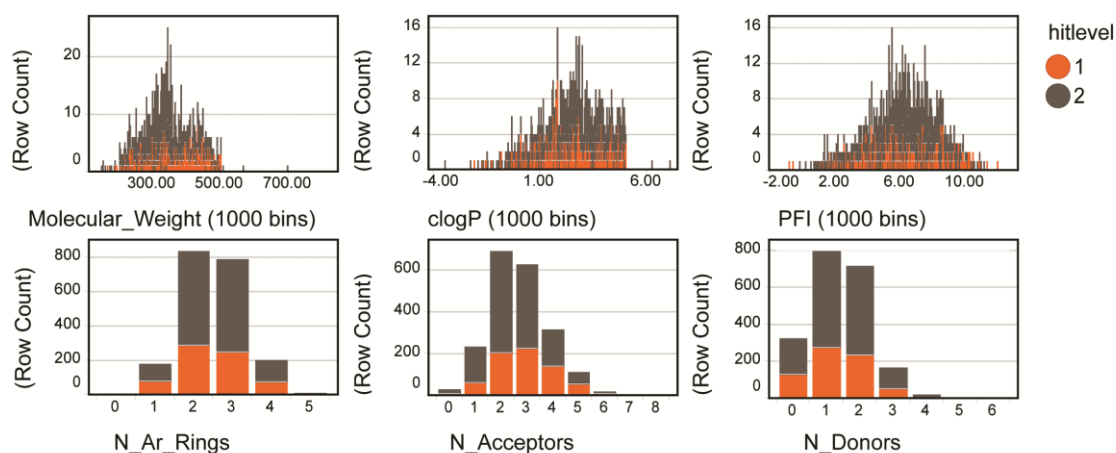 hitlevel
1
2
(Row Count)
20
10
0
300.00 500.00 700.00
Molecular_Weight (1000 bins)
(Row Count)
16
12
8
4
0
-4.00 1.00 6.00
clogP (1000 bins)
(Row Count)
16
12
8
4
0
-2.00 2.00 6.00 10.00
PFI (1000 bins)
(Row Count)
800
600
400
200
0
0 1 2 3 4 5
N_Ar_Rings
(Row Count)
600
400
200
0
0 1 2 3 4 5 6 7 8
N_Acceptors
(Row Count)
800
600
400
200
0
0 1 2 3 4 5 6
N_Donors